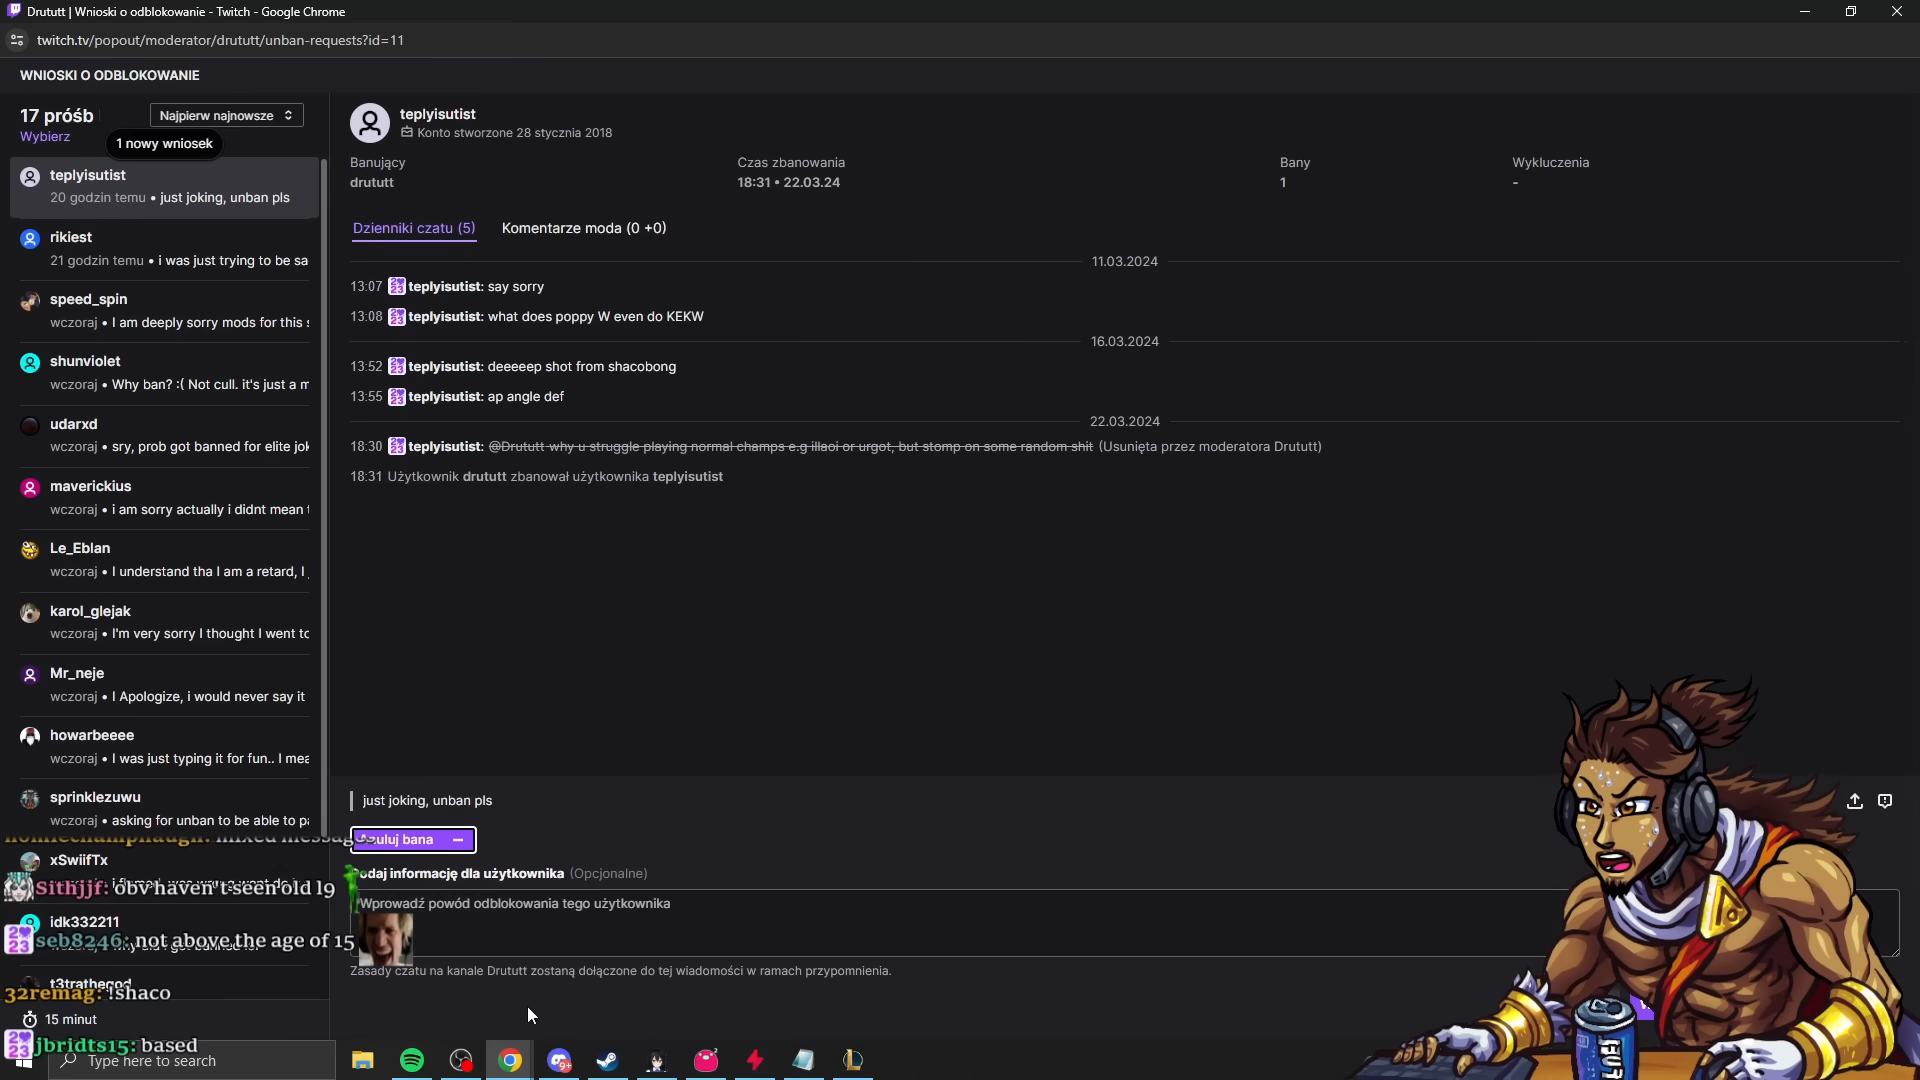 Drututt | Wnioski o odblokowanie - Twitch - Google Chrome
twitch.tv/popout/moderator/drututt/unban-requests?id=11
WNIOSKI O ODBLOKOWANIE
17 próśb
Najpierw najnowsze
Wybierz
1 nowy wniosek
teplyisutist
20 godzin temu • just joking, unban pls
rikiest
21 godzin temu • i was just trying to be sa
speed_spin
wczoraj • I am deeply sorry mods for this s
shunviolet
wczoraj • Why ban? :( Not cull. it's just a m
udarxd
wczoraj • sry, prob got banned for elite jok
maverickius
wczoraj • i am sorry actually i didnt mean t
Le_Eblan
wczoraj • I understand tha I am a retard, I
karol_glejak
wczoraj • I'm very sorry I thought I went to
Mr_neje
wczoraj • I Apologize, i would never say it
howarbeeee
wczoraj • I was just typing it for fun.. I mea
sprinklezuwu
wczoraj • asking for unban to be able to pa
mixed messages
xSwiifTx
Sithjjf: obv haven't seen old l9
idk332211
seb8246: not above the age of 15
t3trathegod
32remag: !shaco
15 minut
jbridts15: based
Type here to search
teplyisutist
Konto stworzone 28 stycznia 2018
Banujący
drututt
Czas zbanowania
18:31 • 22.03.24
Bany
1
Wykluczenia
-
Dzienniki czatu (5)
Komentarze moda (0 +0)
11.03.2024
13:07 teplyisutist: say sorry
13:08 teplyisutist: what does poppy W even do KEKW
16.03.2024
13:52 teplyisutist: deeeeep shot from shacobong
13:55 teplyisutist: ap angle def
22.03.2024
18:30 teplyisutist: @Drututt why u struggle playing normal champs e.g illaoi or urgot, but stomp on some random shit (Usunięta przez moderatora Drututt)
18:31 Użytkownik drututt zbanował użytkownika teplyisutist
just joking, unban pls
Anuluj bana
Podaj informację dla użytkownika (Opcjonalne)
Wprowadź powód odblokowania tego użytkownika
Zasady czatu na kanale Drututt zostaną dołączone do tej wiadomości w ramach przypomnienia.